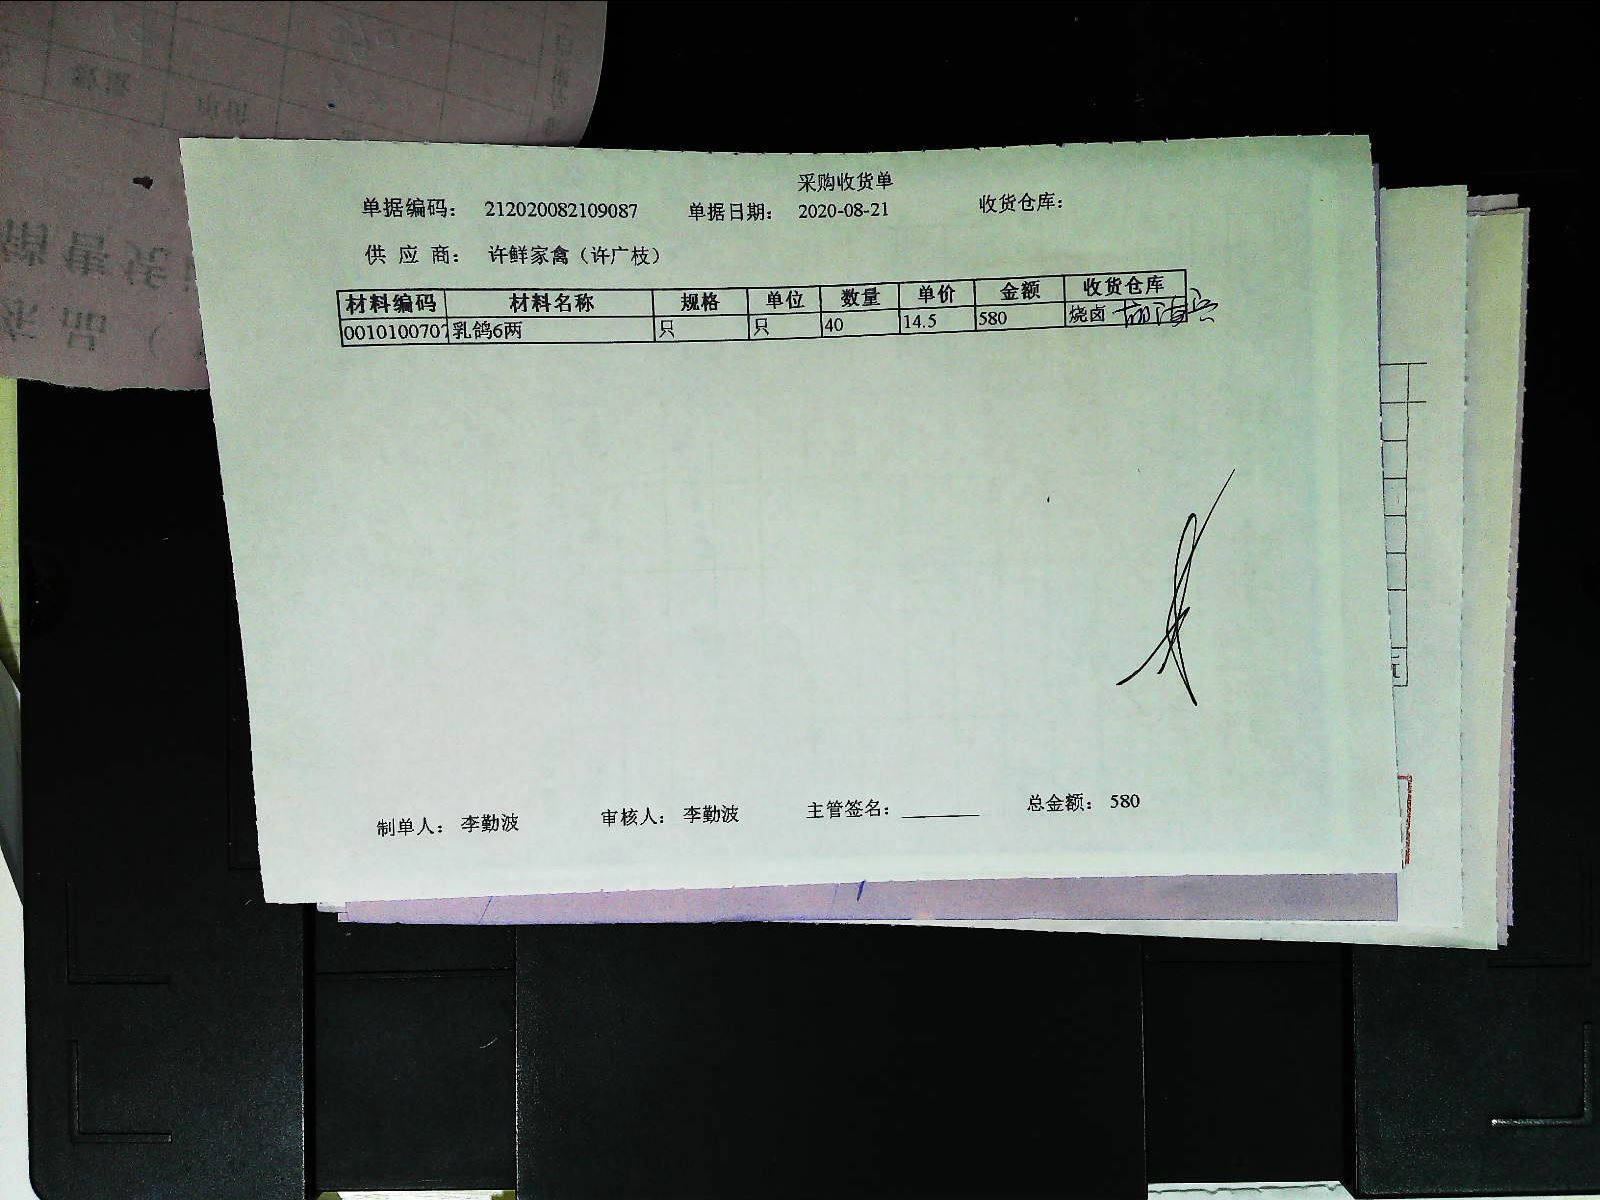 采购收货单
单据编码： 212020082109087 单据日期： 2020-08-21 收货仓库：
供 应 商： 许鲜家禽（许广枝）
材料编码 材料名称 规格 单位 数量 单价 金额 收货仓库
0010100707 乳鸽6两 只 只 40 14.5 580 烧卤
制单人： 李勤波 审核人： 李勤波 主管签名： 总金额： 580